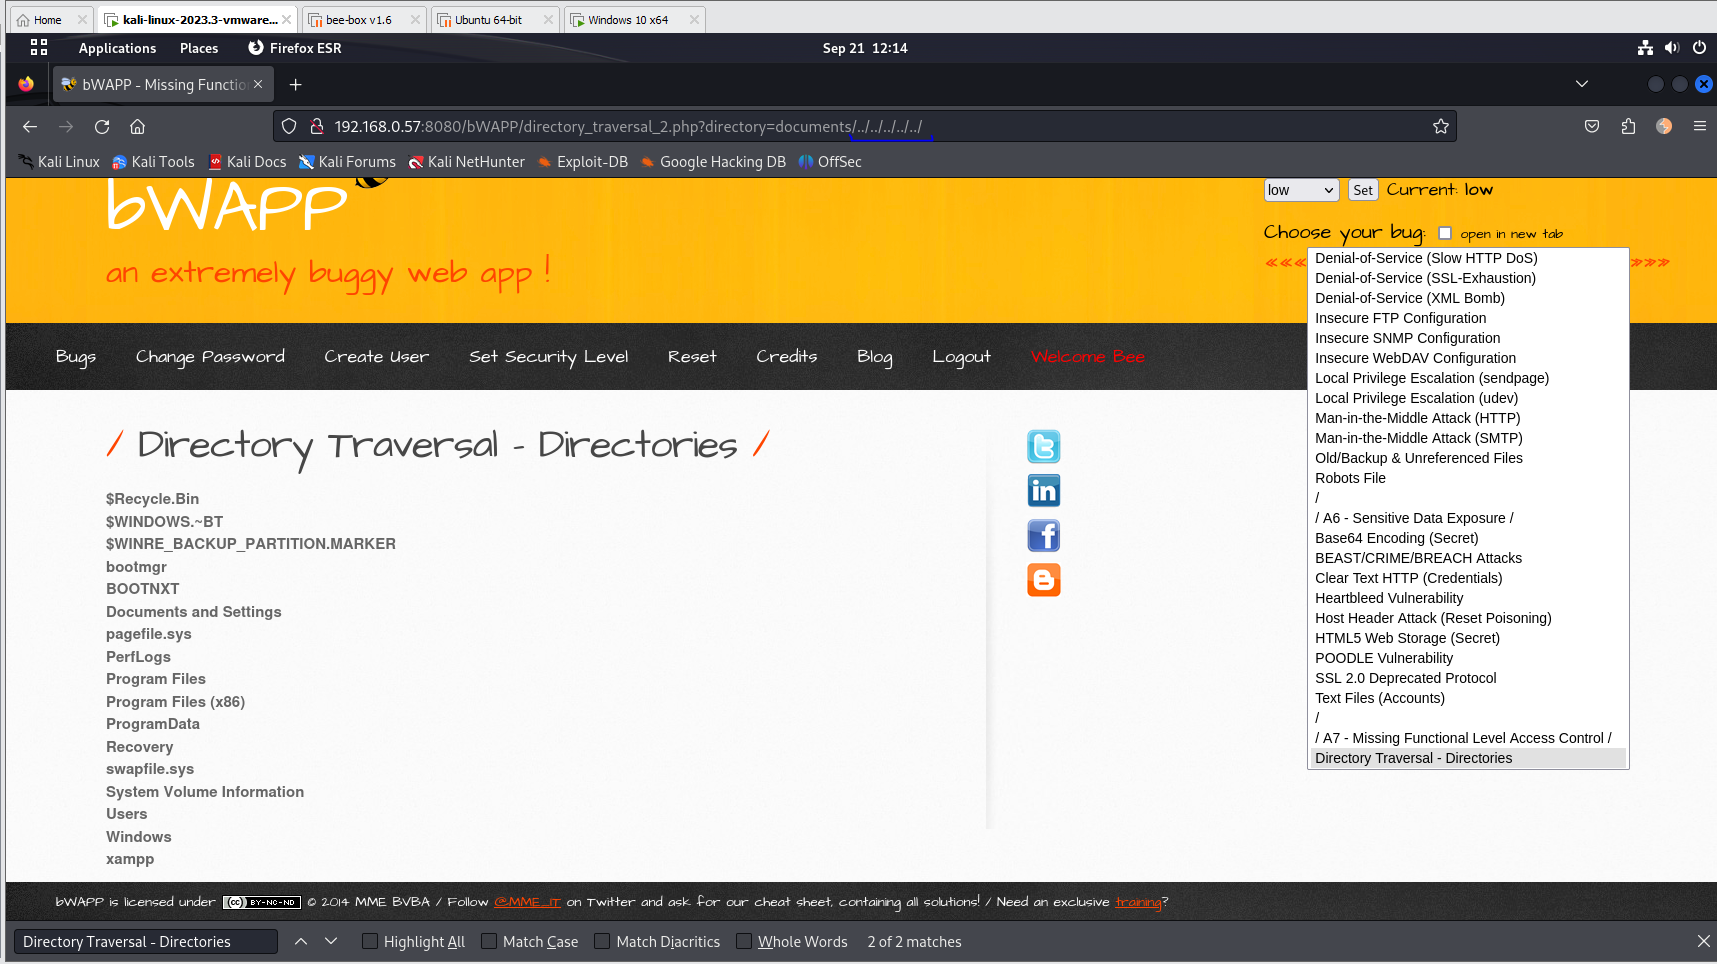 Home
kali-linux-2023.3-vmware...
bee-box v1.6
Ubuntu 64-bit
Windows 10 x64
Applications Places Firefox ESR
Sep 21 12:14
bWAPP - Missing Functio
192.168.0.57:8080/bWAPP/directory_traversal_2.php?directory=documents/../../../../../
Kali Linux Kali Tools Kali Docs Kali Forums Kali NetHunter Exploit-DB Google Hacking DB OffSec
bWAPP
an extremely buggy web app !
low Set Current: low
Choose your bug: open in new tab
Denial-of-Service (Slow HTTP DoS)
Denial-of-Service (SSL-Exhaustion)
Denial-of-Service (XML Bomb)
Insecure FTP Configuration
Insecure SNMP Configuration
Insecure WebDAV Configuration
Local Privilege Escalation (sendpage)
Local Privilege Escalation (udev)
Man-in-the-Middle Attack (HTTP)
Man-in-the-Middle Attack (SMTP)
Old/Backup & Unreferenced Files
Robots File
/
/ A6 - Sensitive Data Exposure /
Base64 Encoding (Secret)
BEAST/CRIME/BREACH Attacks
Clear Text HTTP (Credentials)
Heartbleed Vulnerability
Host Header Attack (Reset Poisoning)
HTML5 Web Storage (Secret)
POODLE Vulnerability
SSL 2.0 Deprecated Protocol
Text Files (Accounts)
/
/ A7 - Missing Functional Level Access Control /
Directory Traversal - Directories
Bugs Change Password Create User Set Security Level Reset Credits Blog Logout Welcome Bee
/ Directory Traversal - Directories /
$Recycle.Bin
$WINDOWS.~BT
$WINRE_BACKUP_PARTITION.MARKER
bootmgr
BOOTNXT
Documents and Settings
pagefile.sys
PerfLogs
Program Files
Program Files (x86)
ProgramData
Recovery
swapfile.sys
System Volume Information
Users
Windows
xampp
bWAPP is licensed under (cc) BY-NC-ND © 2014 MME BVBA / Follow @MME_IT on Twitter and ask for our cheat sheet, containing all solutions! / Need an exclusive training?
Directory Traversal - Directories Highlight All Match Case Match Diacritics Whole Words 2 of 2 matches